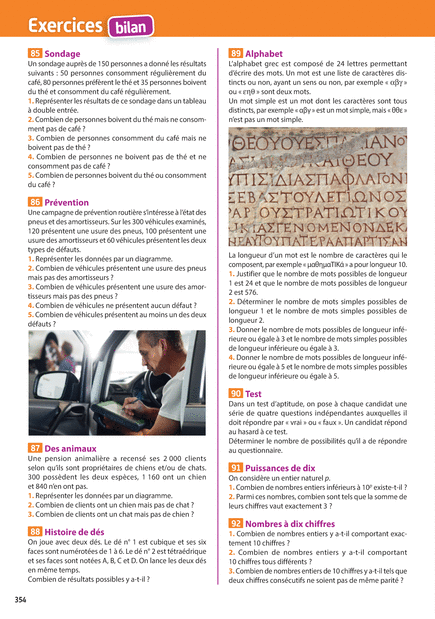 Exercices bilan
85 Sondage
Un sondage auprès de 150 personnes a donné les résultats
suivants : 50 personnes consomment régulièrement du
café, 80 personnes préfèrent le thé et 35 personnes boivent
du thé et consomment du café régulièrement.
1. Représenter les résultats de ce sondage dans un tableau
à double entrée.
2. Combien de personnes boivent du thé mais ne consom-
ment pas de café ?
3. Combien de personnes consomment du café mais ne
boivent pas de thé ?
4. Combien de personnes ne boivent pas de thé et ne
consomment pas de café ?
5. Combien de personnes boivent du thé ou consomment
du café ?
86 Prévention
Une campagne de prévention routière s'intéresse à l'état des
pneus et des amortisseurs. Sur les 300 véhicules examinés,
120 présentent une usure des pneus, 100 présentent une
usure des amortisseurs et 60 véhicules présentent les deux
types de défauts.
1. Représenter les données par un diagramme.
2. Combien de véhicules présentent une usure des pneus
mais pas des amortisseurs ?
3. Combien de véhicules présentent une usure des amor-
tisseurs mais pas des pneus ?
4. Combien de véhicules ne présentent aucun défaut ?
5. Combien de véhicules présentent au moins un des deux
défauts ?
87 Des animaux
Une pension animalière a recensé ses 2 000 clients
selon qu'ils sont propriétaires de chiens et/ou de chats.
300 possèdent les deux espèces, 1 160 ont un chien
et 840 n'en ont pas.
1. Représenter les données par un diagramme.
2. Combien de clients ont un chien mais pas de chat ?
3. Combien de clients ont un chat mais pas de chien ?
88 Histoire de dés
On joue avec deux dés. Le dé n° 1 est cubique et ses six
faces sont numérotées de 1 à 6. Le dé n° 2 est tétraédrique
et ses faces sont notées A, B, C et D. On lance les deux dés
en même temps.
Combien de résultats possibles y a-t-il ?
354
89 Alphabet
L'alphabet grec est composé de 24 lettres permettant
d'écrire des mots. Un mot est une liste de caractères dis-
tincts ou non, ayant un sens ou non, par exemple « αβγ »
ou « εηθ » sont deux mots.
Un mot simple est un mot dont les caractères sont tous
distincts, par exemple « αβγ » est un mot simple, mais « θθε »
n'est pas un mot simple.
La longueur d'un mot est le nombre de caractères qui le
composent, par exemple a pour longueur 10.
1. Justifier que le nombre de mots possibles de longueur
1 est 24 et que le nombre de mots possibles de longueur
2 est 576.
2. Déterminer le nombre de mots simples possibles de
longueur 1 et le nombre de mots simples possibles de
longueur 2.
3. Donner le nombre de mots possibles de longueur infé-
rieure ou égale à 3 et le nombre de mots simples possibles
de longueur inférieure ou égale à 3.
4. Donner le nombre de mots possibles de longueur infé-
rieure ou égale à 5 et le nombre de mots simples possibles
de longueur inférieure ou égale à 5.
90 Test
Dans un test d'aptitude, on pose à chaque candidat une
série de quatre questions indépendantes auxquelles il
doit répondre par « vrai » ou « faux ». Un candidat répond
au hasard à ce test.
Déterminer le nombre de possibilités qu'il a de répondre
au questionnaire.
91 Puissances de dix
On considère un entier naturel p.
1. Combien de nombres entiers inférieurs à 10ᵖ existe-t-il ?
2. Parmi ces nombres, combien sont tels que la somme de
leurs chiffres vaut exactement 3 ?
92 Nombres à dix chiffres
1. Combien de nombres entiers y a-t-il comportant exac-
tement 10 chiffres ?
2. Combien de nombres entiers y a-t-il comportant
10 chiffres tous différents ?
3. Combien de nombres entiers de 10 chiffres y a-t-il tels que
deux chiffres consécutifs ne soient pas de même parité ?